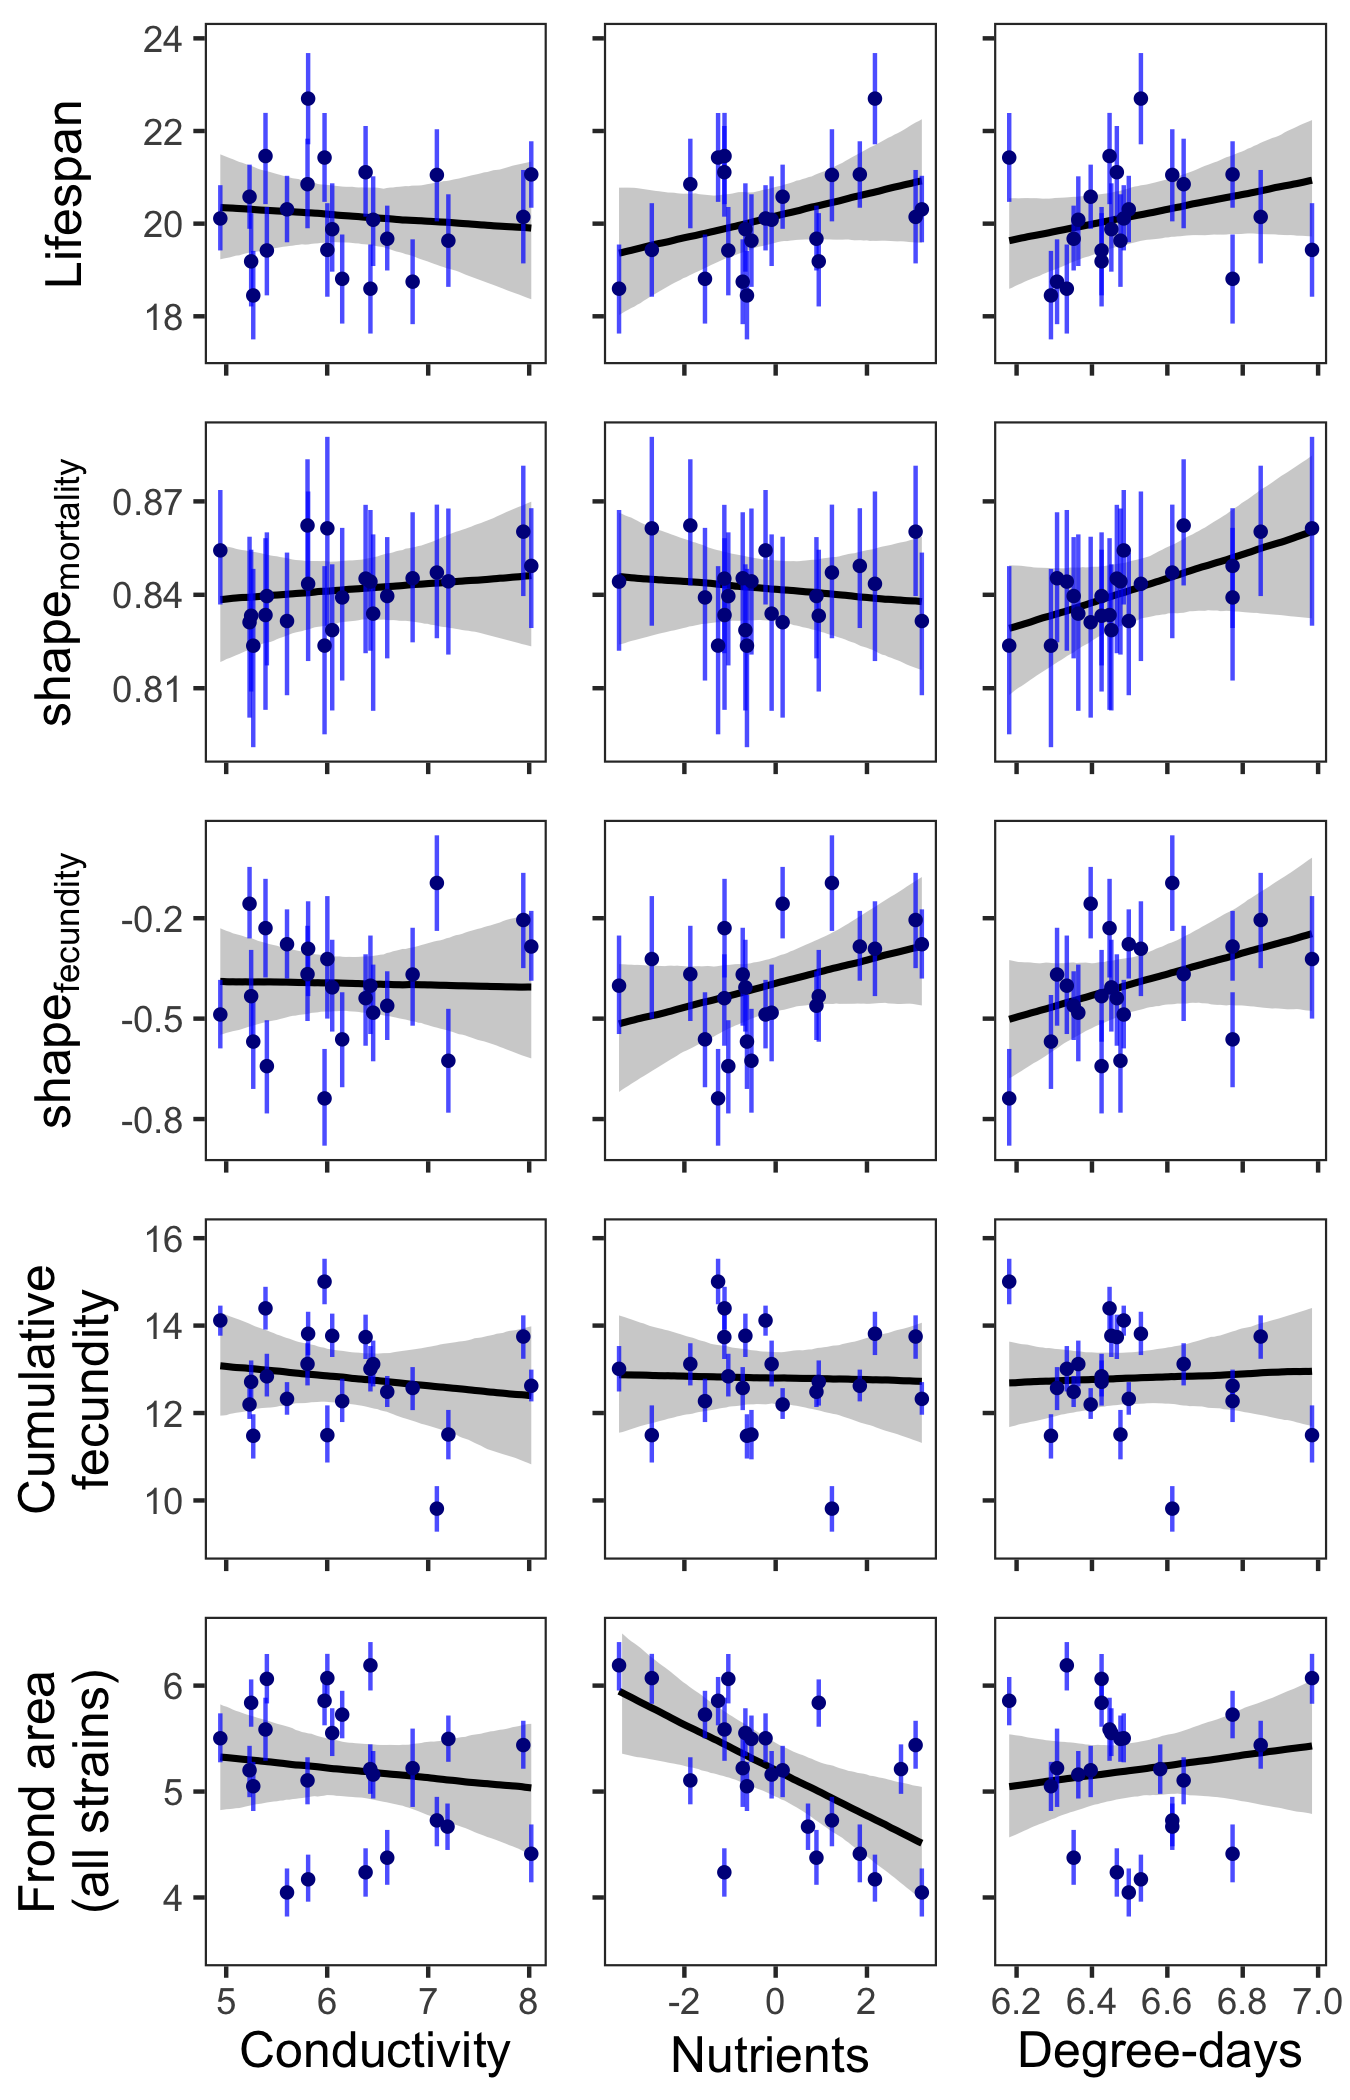 Lifespan
24
22
20
18
shapemortality
0.87
0.84
0.81
shapefecundity
-0.2
-0.5
-0.8
Cumulative
fecundity
16
14
12
10
Frond area
(all strains)
6
5
4
5 6 7 8
-2 0 2
6.2 6.4 6.6 6.8 7.0
Conductivity
Nutrients
Degree-days